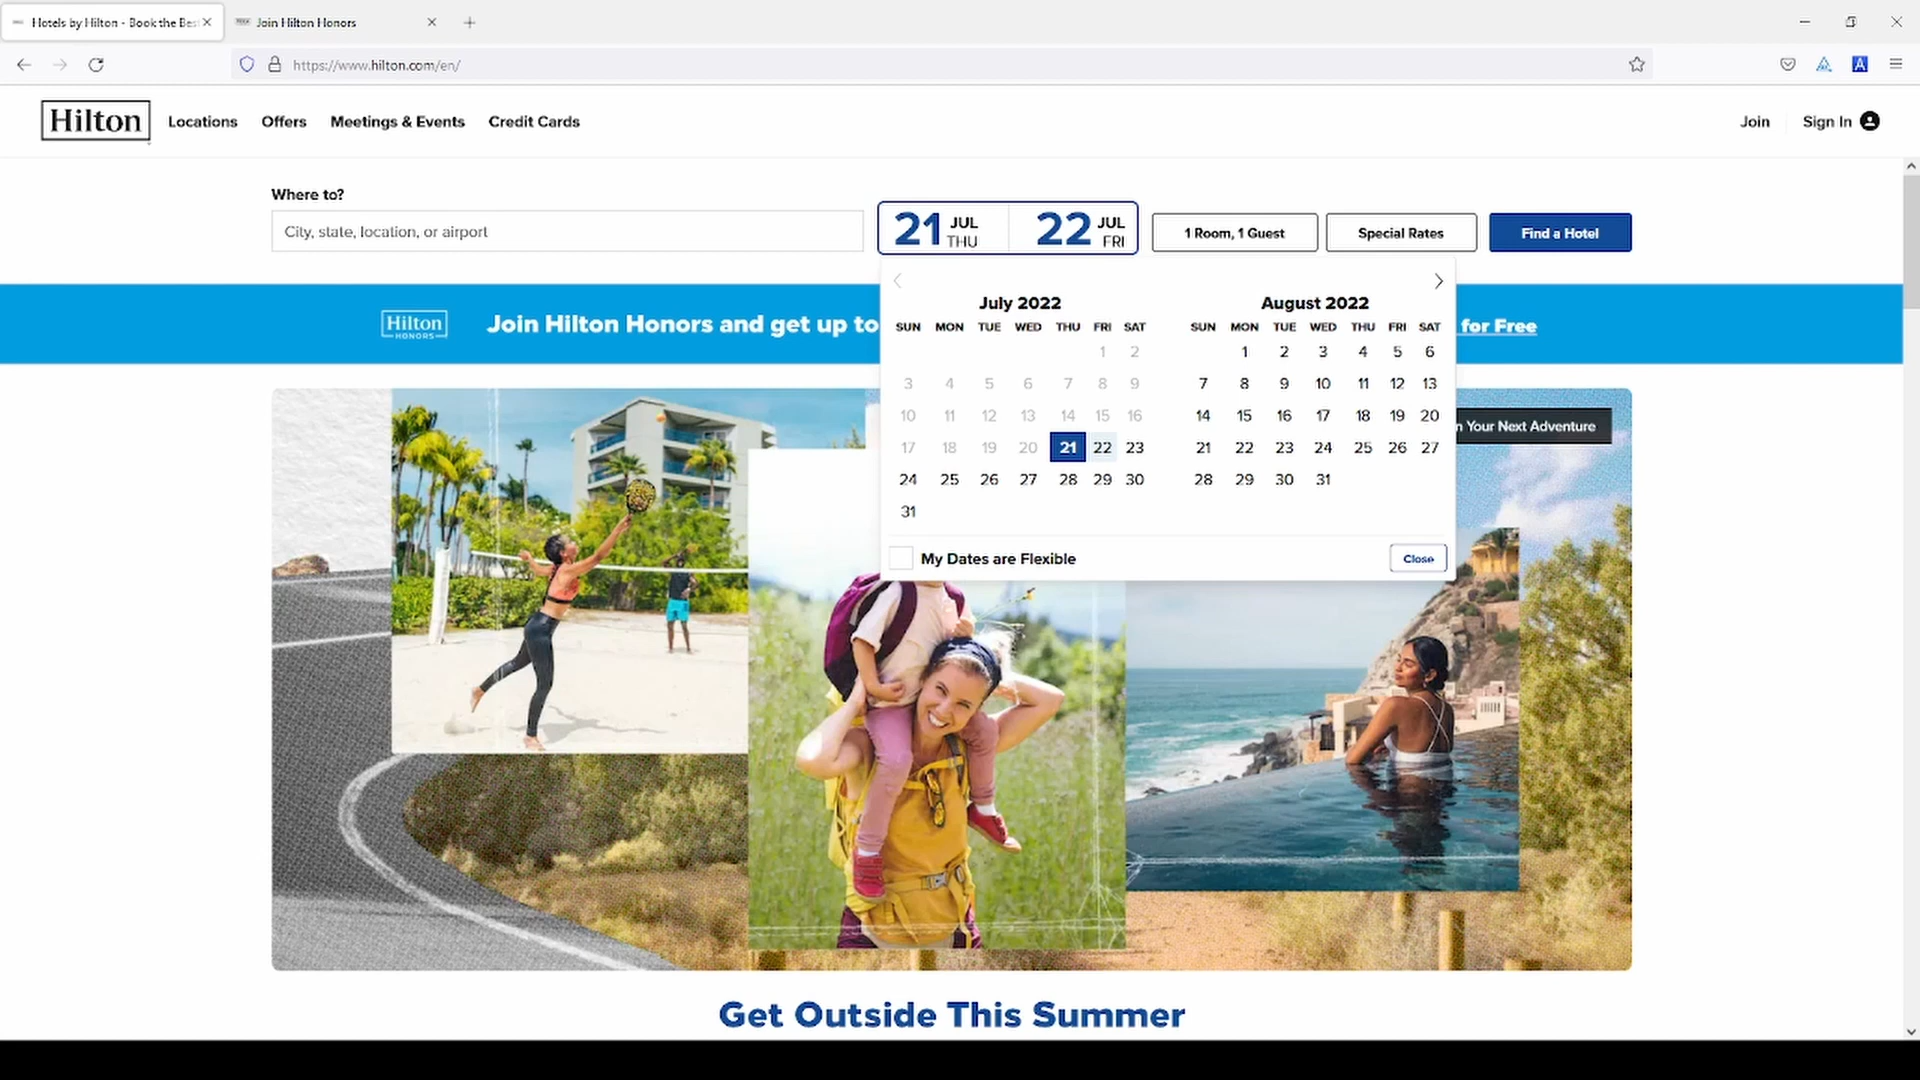 Hotels by Hilton - Book the Bes
Join Hilton Honors
https://www.hilton.com/en/
Hilton
Locations
Offers
Meetings & Events
Credit Cards
Join
Sign In
Where to?
City, state, location, or airport
21 JUL THU
22 JUL FRI
1 Room, 1 Guest
Special Rates
Find a Hotel
Hilton HONORS
Join Hilton Honors and get up to
for Free
July 2022
SUN MON TUE WED THU FRI SAT
1 2
3 4 5 6 7 8 9
10 11 12 13 14 15 16
17 18 19 20 21 22 23
24 25 26 27 28 29 30
31
August 2022
SUN MON TUE WED THU FRI SAT
1 2 3 4 5 6
7 8 9 10 11 12 13
14 15 16 17 18 19 20
21 22 23 24 25 26 27
28 29 30 31
My Dates are Flexible
Close
n Your Next Adventure
Get Outside This Summer